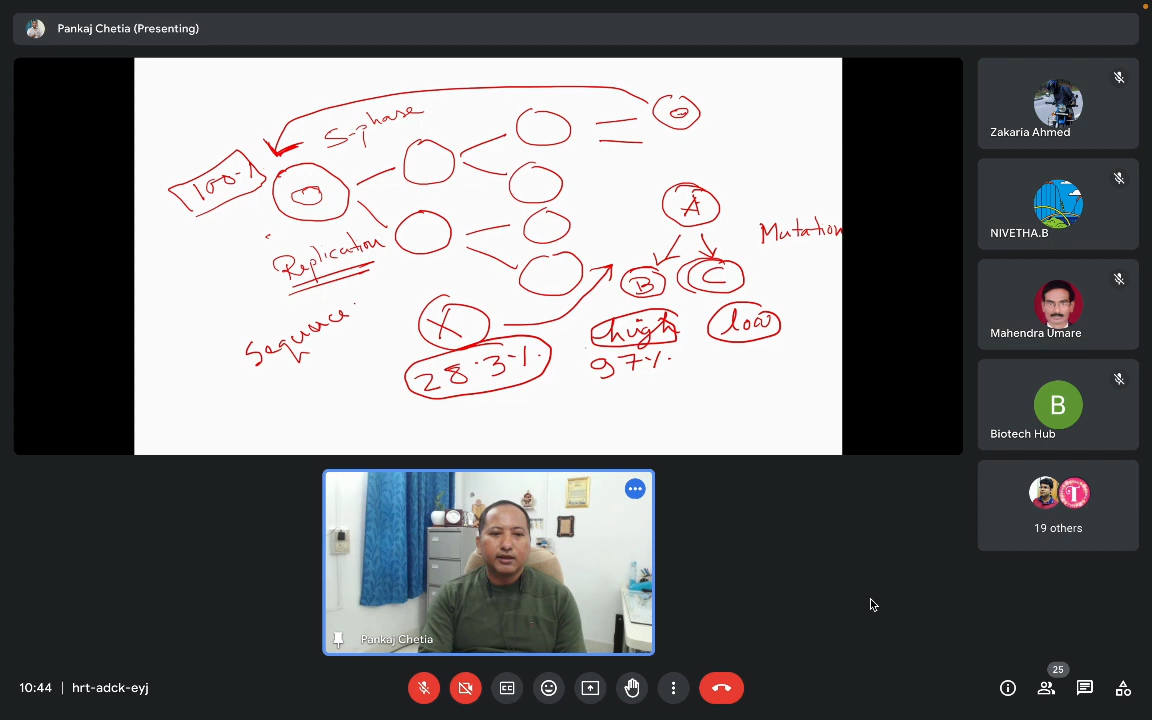 Pankaj Chetia (Presenting)
S-phase
100%
Replication
Sequence
A
Mutation
B
C
X
high
low
28.3%
97%
Zakaria Ahmed
NIVETHA.B
Mahendra Umare
B
Biotech Hub
19 others
Pankaj Chetia
10:44 | hrt-adck-eyj
25